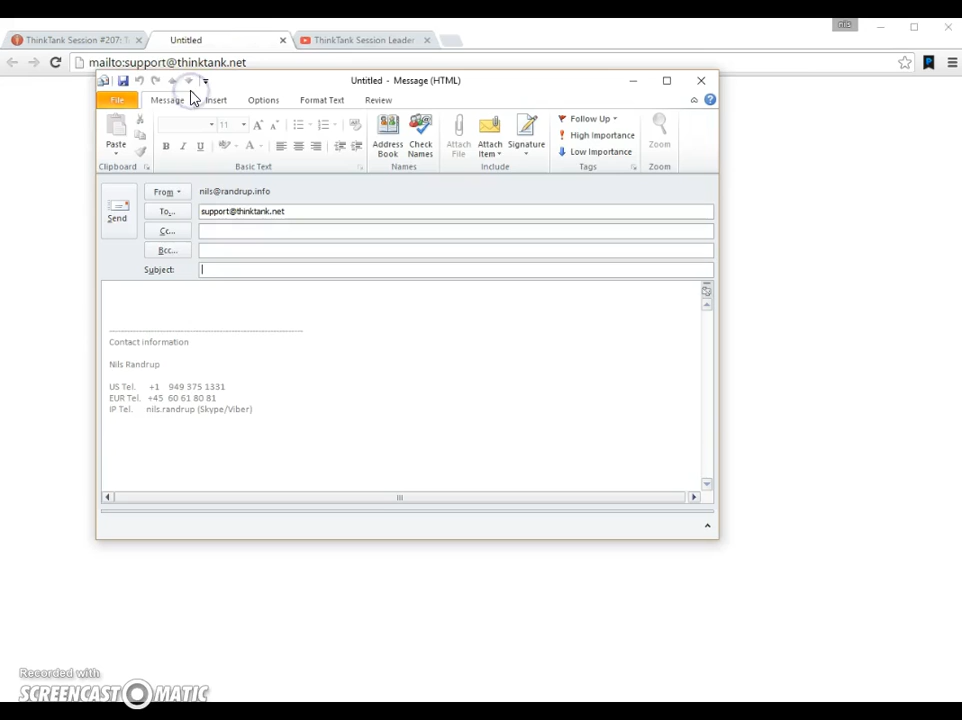 nils
ThinkTank Session #207: T
Untitled
ThinkTank Session Leader
mailto:support@thinktank.net
Untitled - Message (HTML)
File
Message
Insert
Options
Format Text
Review
Paste
11
Address Book
Check Names
Attach File
Attach Item
Signature
Follow Up
High Importance
Low Importance
Zoom
Clipboard
Basic Text
Names
Include
Tags
Zoom
From
nils@randrup.info
Send
To...
support@thinktank.net
Cc...
Bcc...
Subject:
Contact information
Nils Randrup
US Tel. +1 949 375 1331
EUR Tel. +45 60 61 80 81
IP Tel. nils.randrup (Skype/Viber)
Recorded with
SCREENCAST-O-MATIC